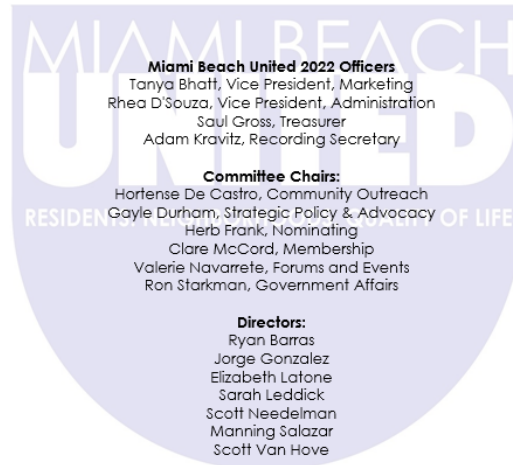 MIAMI BEACH
UNITED
Miami Beach United 2022 Officers
Tanya Bhatt, Vice President, Marketing
Rhea D'Souza, Vice President, Administration
Saul Gross, Treasurer
Adam Kravitz, Recording Secretary
Committee Chairs:
Hortense De Castro, Community Outreach
Gayle Durham, Strategic Policy & Advocacy
RESIDENTS. NEIGHBORHOODS. QUALITY OF LIFE
Herb Frank, Nominating
Clare McCord, Membership
Valerie Navarrete, Forums and Events
Ron Starkman, Government Affairs
Directors:
Ryan Barras
Jorge Gonzalez
Elizabeth Latone
Sarah Leddick
Scott Needelman
Manning Salazar
Scott Van Hove